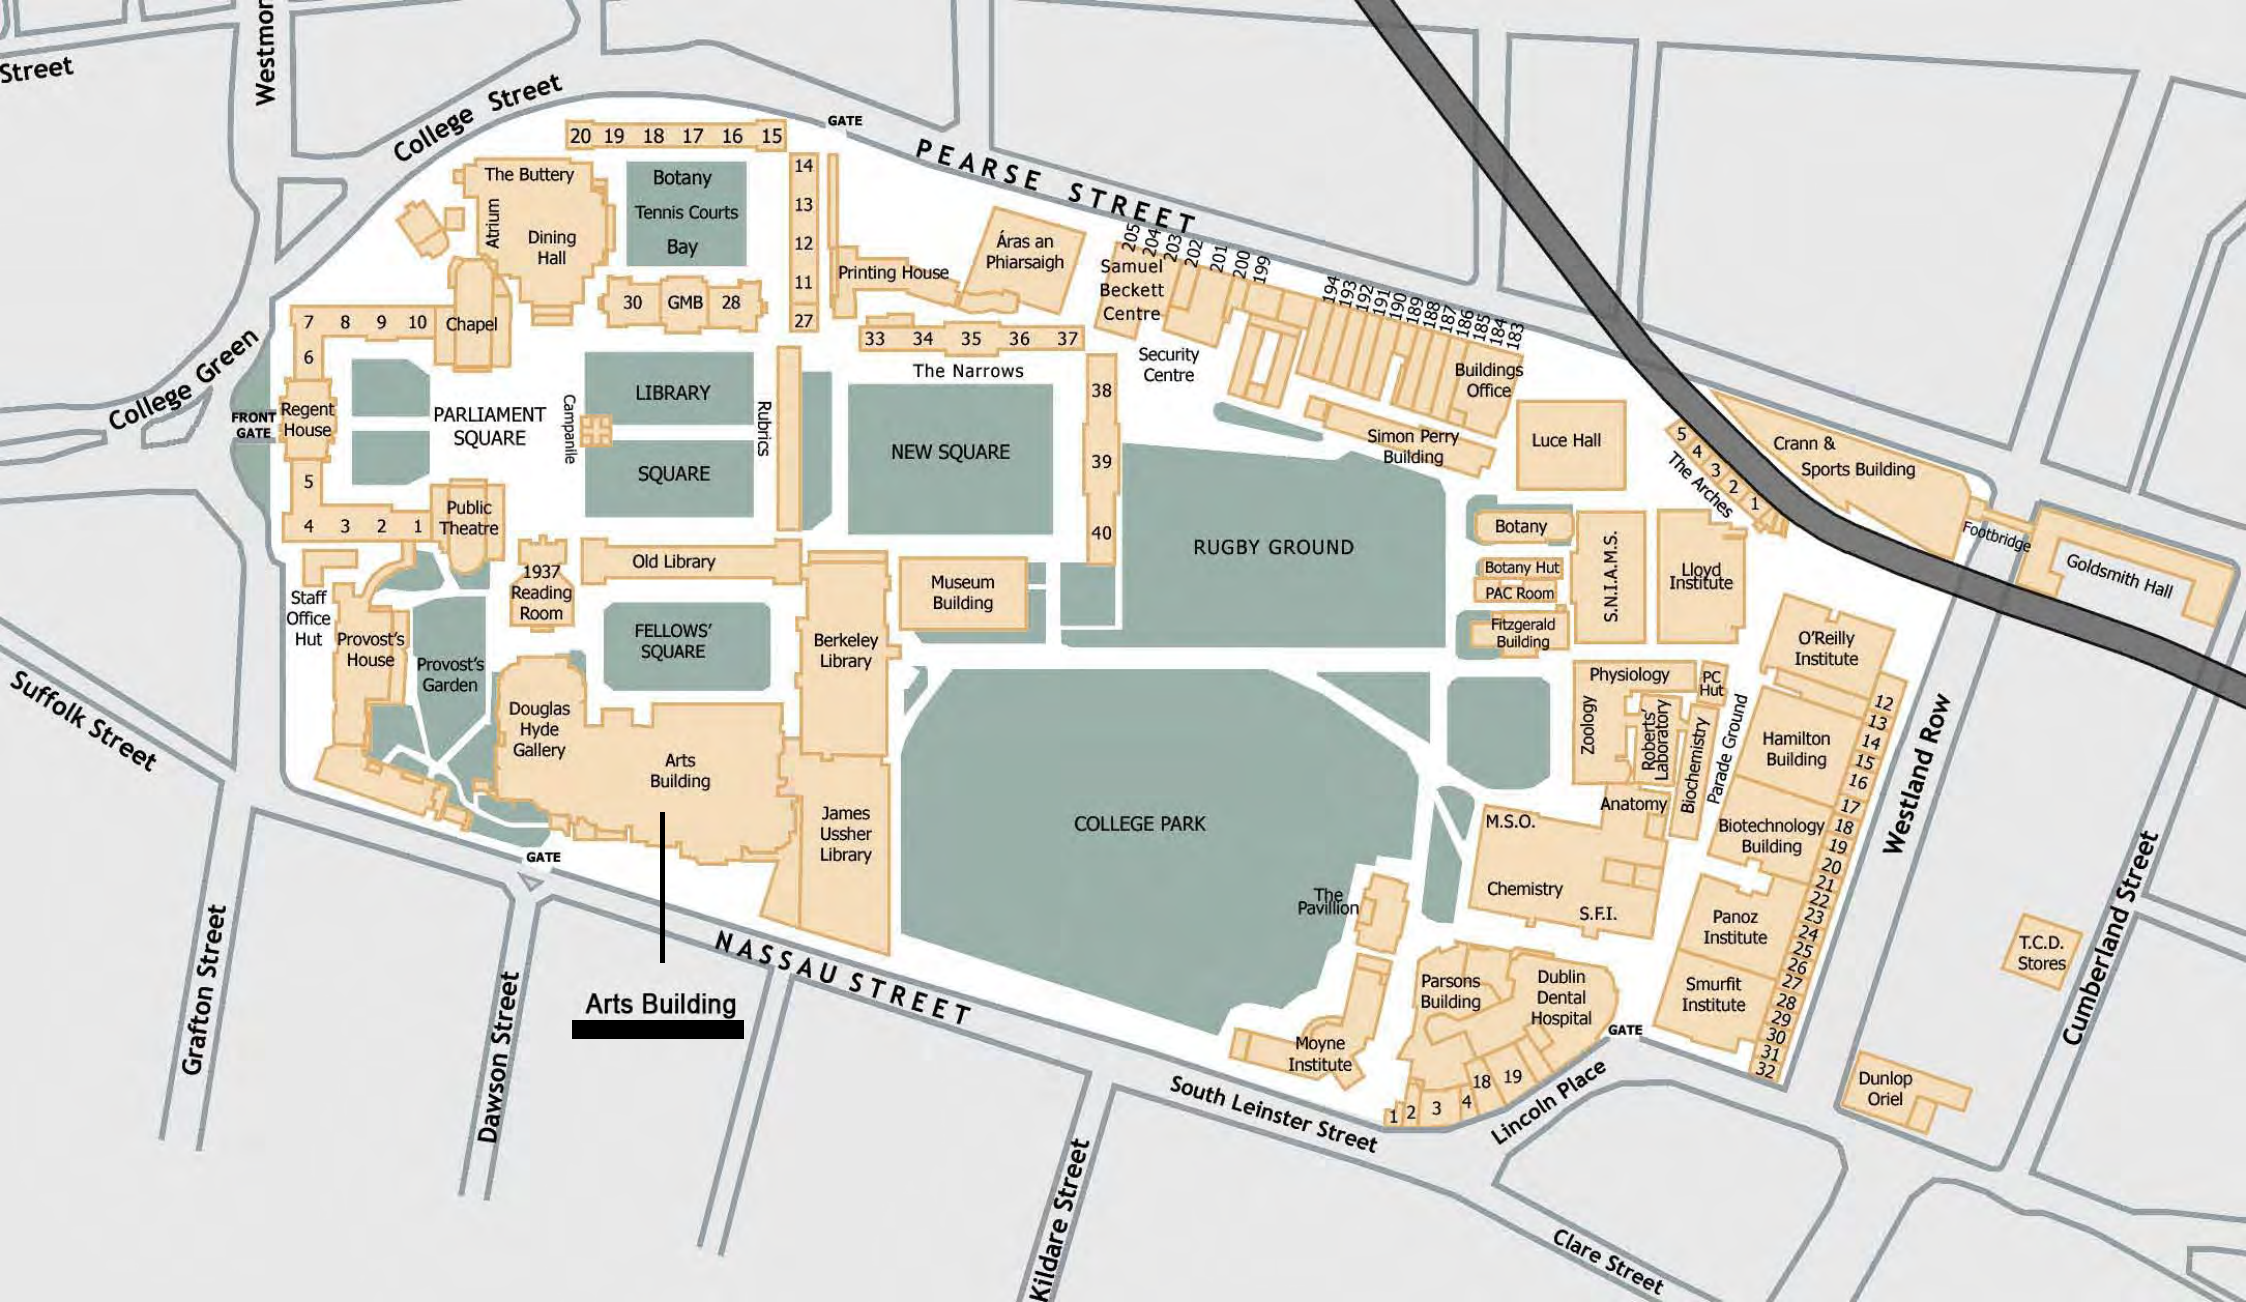 Street
Westmor
College Street
GATE
PEARSE STREET
20 19 18 17 16 15
The Buttery
Atrium
Dining
Hall
Botany
Tennis Courts
Bay
14
13
12
11
27
Printing House
Áras an
Phiarsaigh
205
204
203
202
201
200
199
Samuel
Beckett
Centre
Security
Centre
194
193
192
191
190
189
188
187
186
185
184
183
Buildings
Office
30 GMB 28
7 8 9 10 Chapel
6
33 34 35 36 37
The Narrows
College Green
FRONT
GATE
Regent
House
PARLIAMENT
SQUARE
Campanile
LIBRARY
SQUARE
Rubrics
NEW SQUARE
38
39
40
Simon Perry
Building
Luce Hall
5
4
3
2
1
The Arches
Crann &
Sports Building
Footbridge
Goldsmith Hall
5
4 3 2 1
Public
Theatre
1937
Reading
Room
Old Library
Museum
Building
RUGBY GROUND
Botany
Botany Hut
PAC Room
Fitzgerald
Building
S.N.I.A.M.S.
Lloyd
Institute
Staff
Office
Hut
Provost's
House
Provost's
Garden
FELLOWS'
SQUARE
Berkeley
Library
O'Reilly
Institute
Physiology
PC
Hut
Zoology
Roberts'
Laboratory
Biochemistry
Parade Ground
Hamilton
Building
12
13
14
15
16
17
18
19
20
21
22
23
24
25
26
27
28
29
30
31
32
Westland Row
Suffolk Street
Douglas
Hyde
Gallery
Arts
Building
James
Ussher
Library
COLLEGE PARK
M.S.O.
Anatomy
Chemistry
S.F.I.
Biotechnology
Building
Panoz
Institute
Smurfit
Institute
GATE
The
Pavillion
Parsons
Building
Dublin
Dental
Hospital
GATE
T.C.D.
Stores
Cumberland Street
Grafton Street
Dawson Street
NASSAU STREET
Arts Building
Moyne
Institute
1 2 3 4 18 19
South Leinster Street
Lincoln Place
Dunlop
Oriel
Kildare Street
Clare Street